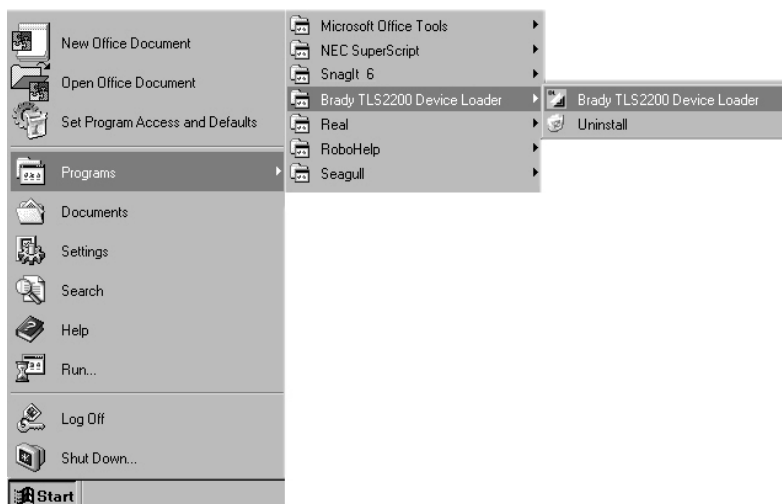 New Office Document
Open Office Document
Set Program Access and Defaults
Programs
Documents
Settings
Search
Help
Run...
Log Off
Shut Down...
Start
Microsoft Office Tools
NEC SuperScript
SnagIt 6
Brady TLS2200 Device Loader
Real
RoboHelp
Seagull
Brady TLS2200 Device Loader
Uninstall